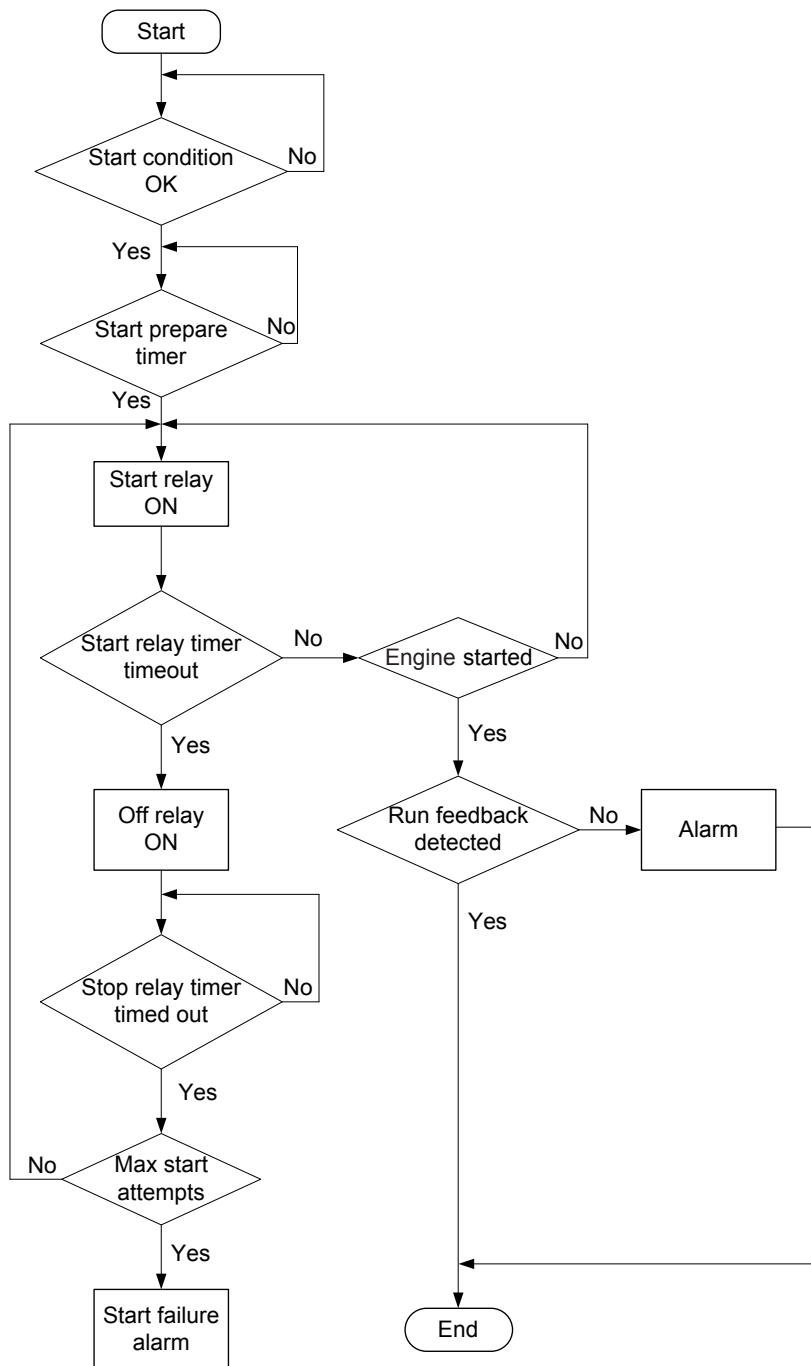 Start
Start condition
OK
No
Yes
Start prepare
timer
No
Yes
Start relay
ON
Start relay timer
timeout
No
Engine started
No
Yes
Yes
Off relay
ON
Run feedback
detected
No
Alarm
Yes
Stop relay timer
timed out
No
Yes
Max start
attempts
No
Yes
Start failure
alarm
End